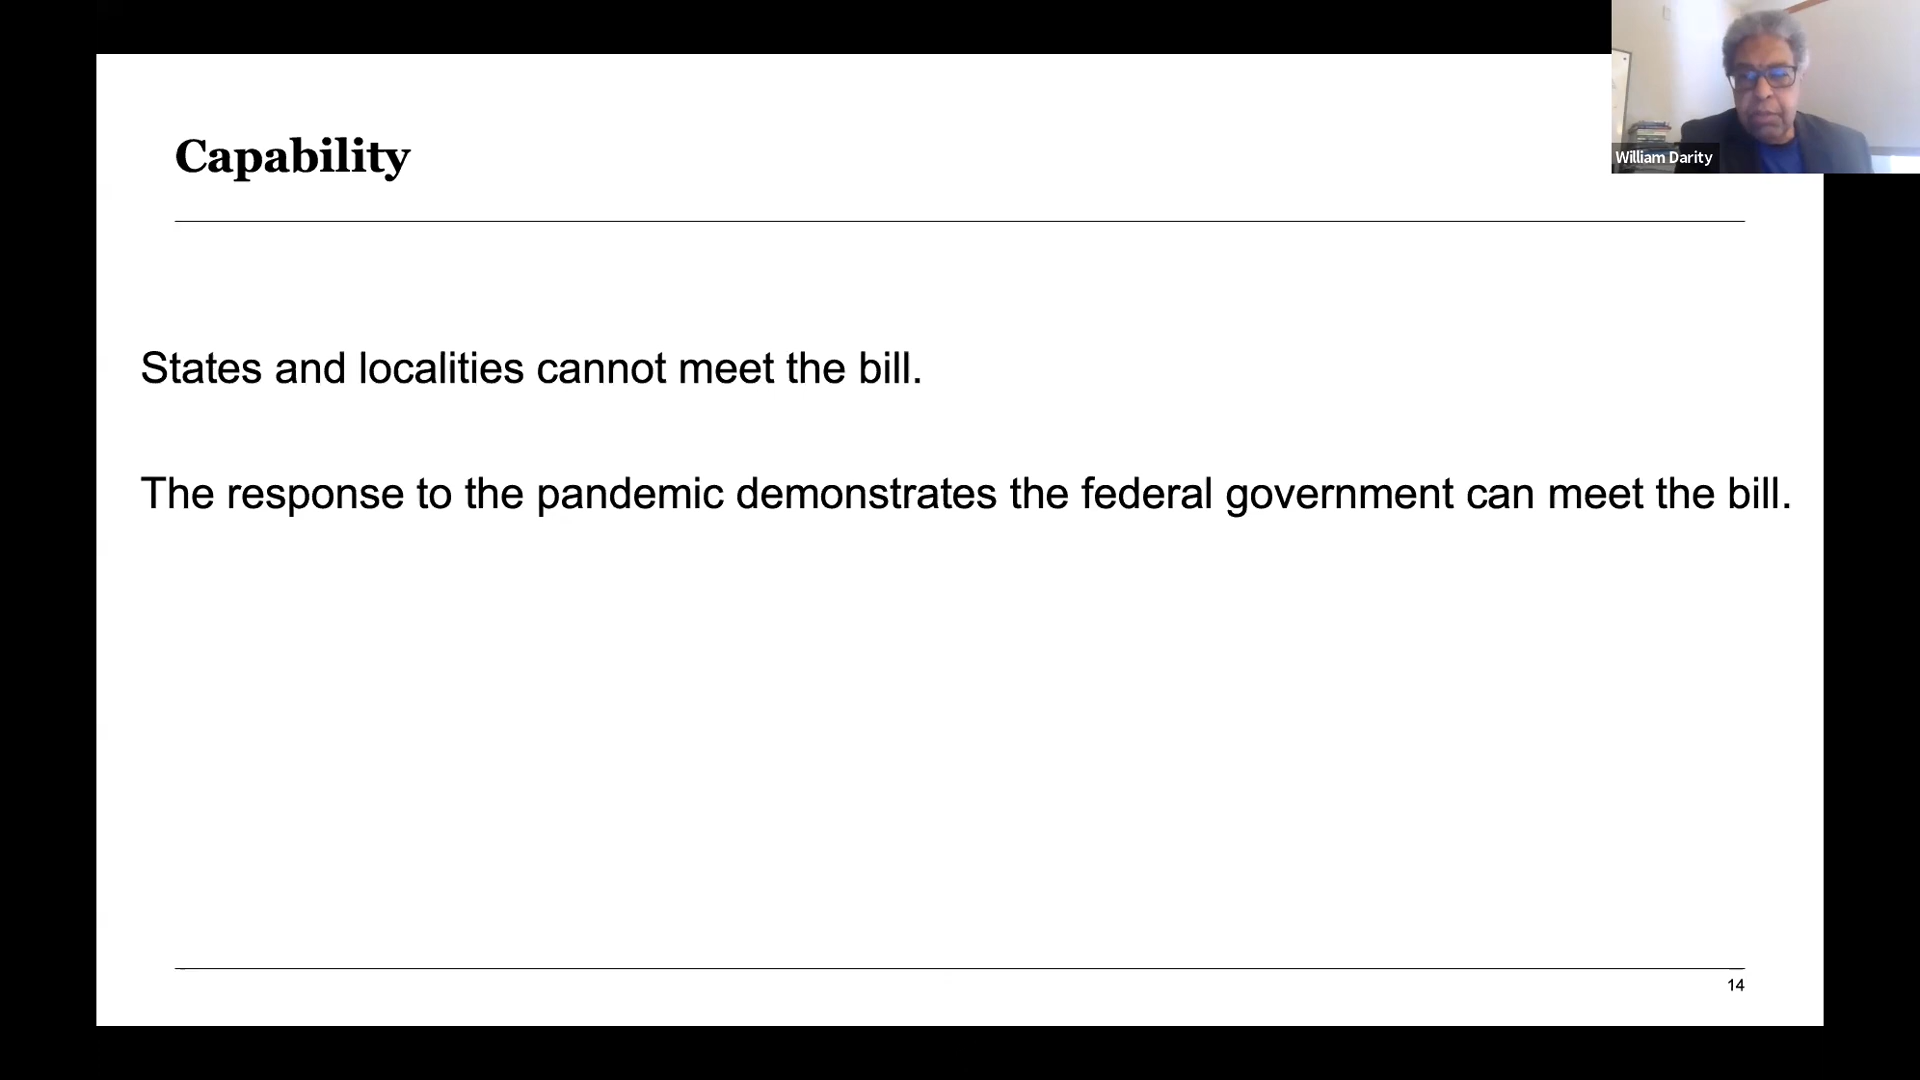 William Darity
Capability
States and localities cannot meet the bill.
The response to the pandemic demonstrates the federal government can meet the bill.
14